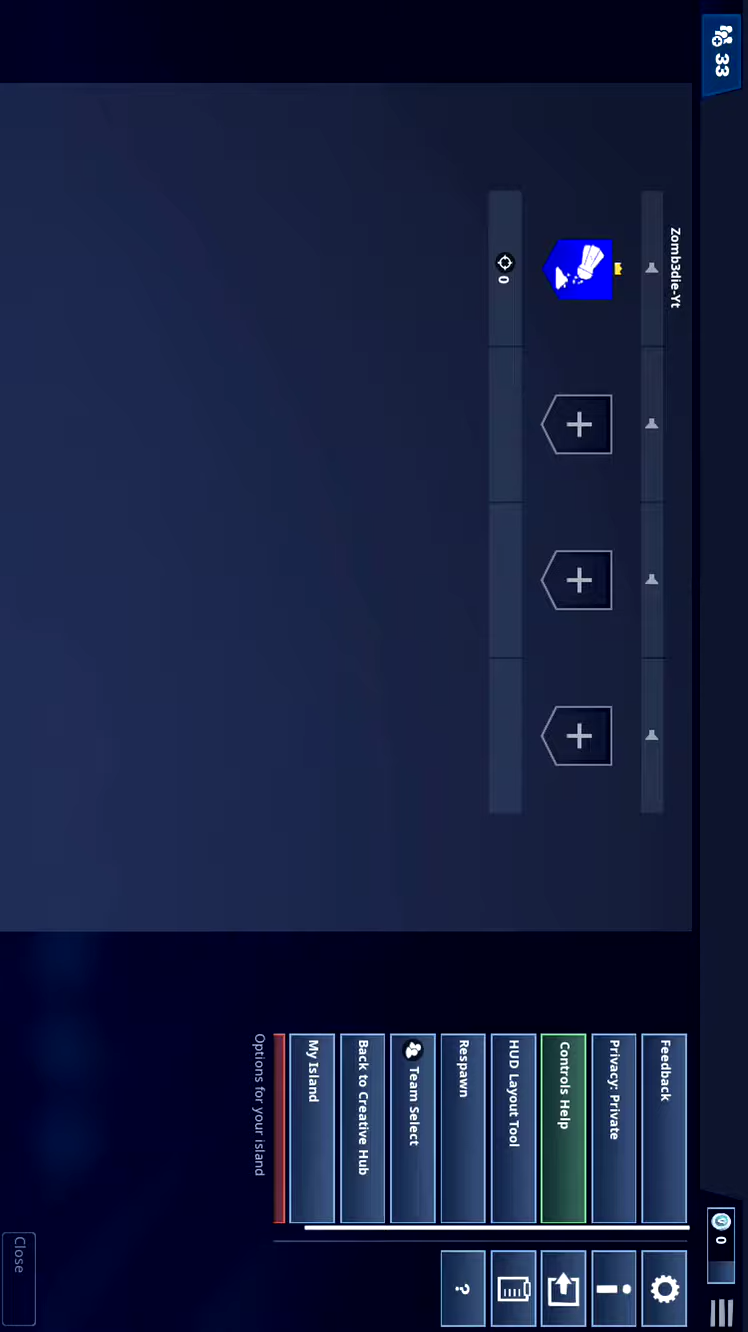 33
0
Zomb3die-Yt
0
Feedback
Privacy: Private
Controls Help
HUD Layout Tool
Respawn
Team Select
Back to Creative Hub
My Island
Options for your island
?
Close